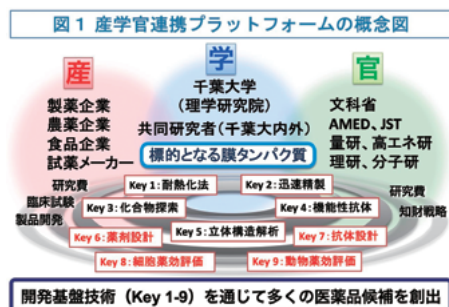 図1 産学官連携プラットフォームの概念図
産
学
官
製薬企業
農薬企業
食品企業
試薬メーカー
千葉大学
(理学研究院)
共同研究者(千葉大内外)
標的となる膜タンパク質
文科省
AMED、JST
量研、高エネ研
理研、分子研
研究費
臨床試験
製品開発
研究費
知財戦略
Key 1:耐熱化法
Key 2:迅速精製
Key 3:化合物探索
Key 4:機能性抗体
Key 5:立体構造解析
Key 6:薬剤設計
Key 7:抗体設計
Key 8:細胞薬効評価
Key 9:動物薬効評価
開発基盤技術(Key 1-9)を通じて多くの医薬品候補を創出